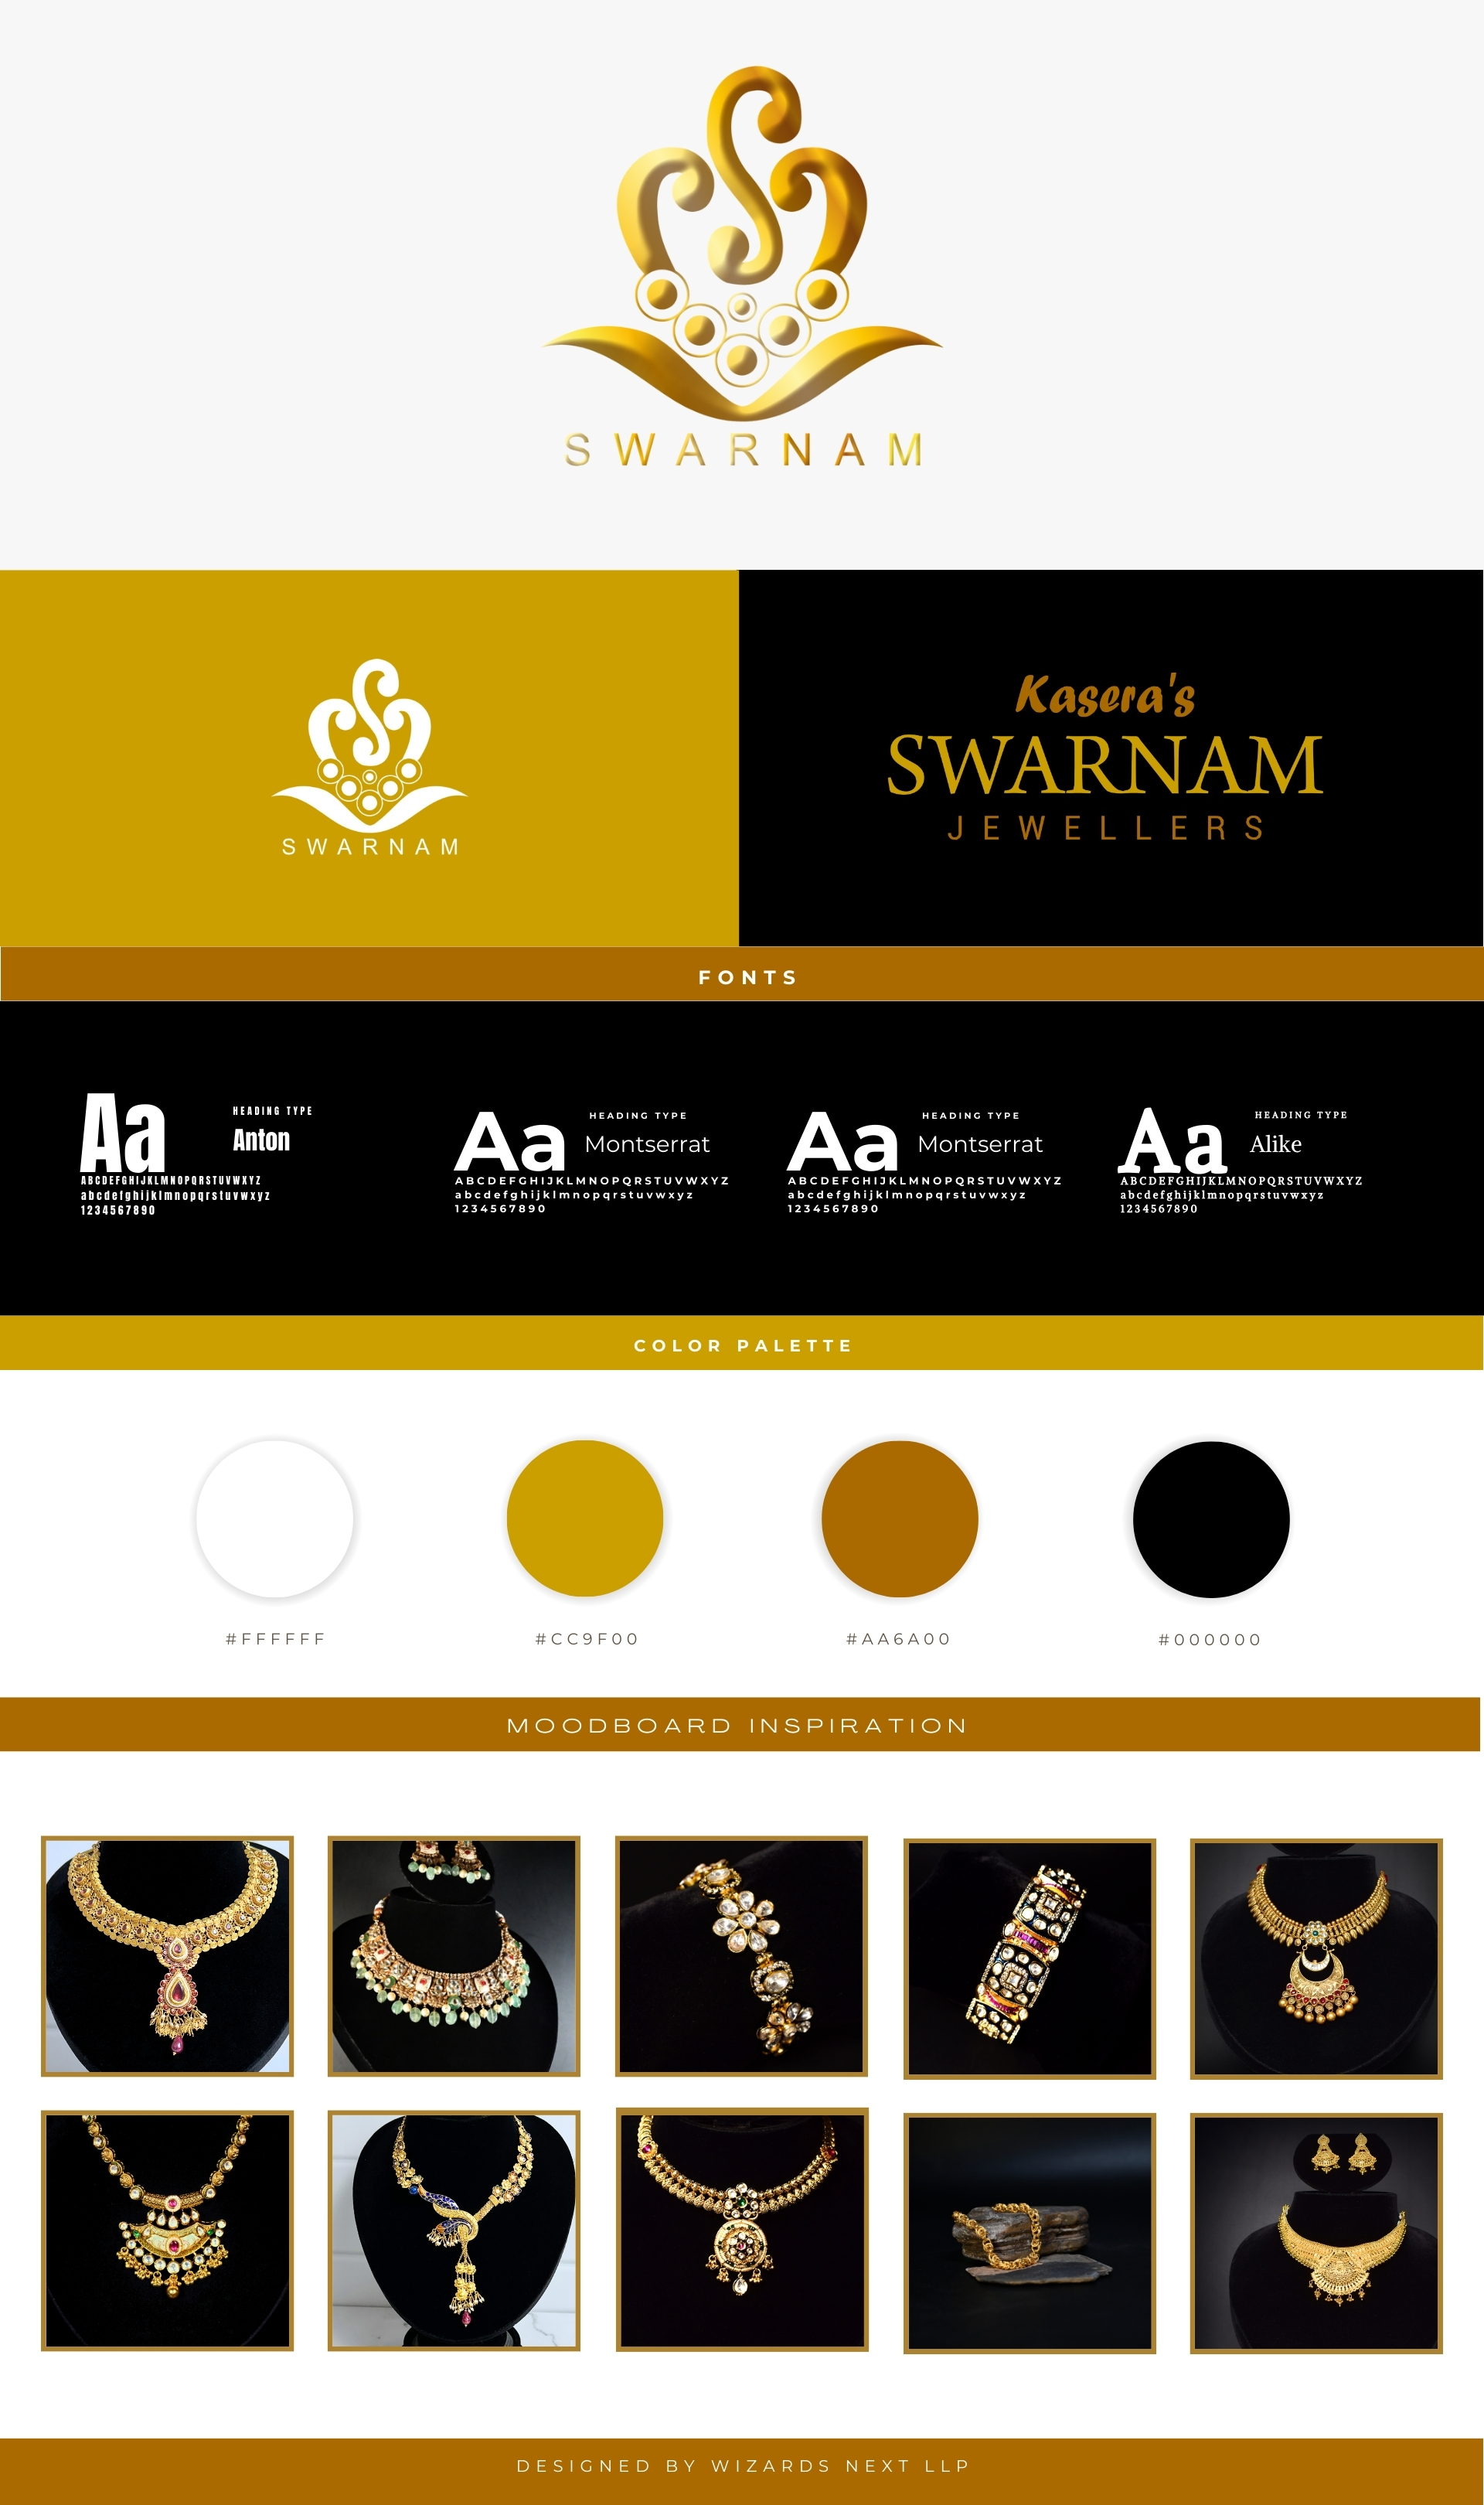 SWARNAM
SWARNAM
Kasera's
SWARNAM
JEWELLERS
FONTS
Aa
HEADING TYPE
Anton
ABCDEFGHIJKLMNOPQRSTUVWXYZ
abcdefghijklmnopqrstuvwxyz
1234567890
Aa
HEADING TYPE
Montserrat
ABCDEFGHIJKLMNOPQRSTUVWXYZ
abcdefghijklmnopqrstuvwxyz
1234567890
Aa
HEADING TYPE
Montserrat
ABCDEFGHIJKLMNOPQRSTUVWXYZ
abcdefghijklmnopqrstuvwxyz
1234567890
Aa
HEADING TYPE
Alike
ABCDEFGHIJKLMNOPQRSTUVWXYZ
abcdefghijklmnopqrstuvwxyz
1234567890
COLOR PALETTE
#FFFFFF
#CC9F00
#AA6A00
#000000
MOODBOARD INSPIRATION
DESIGNED BY WIZARDS NEXT LLP